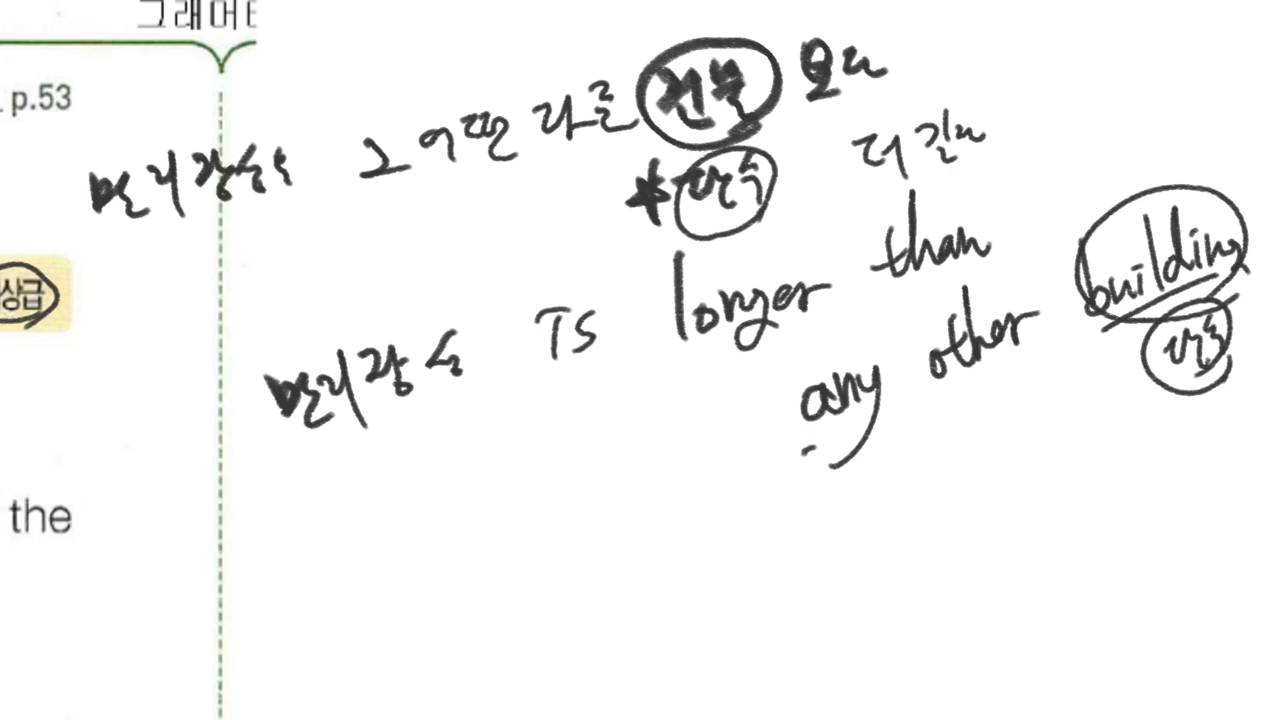 그래머
p.53
만리장성은 그 어떤 다른 건물 보다
★단수 더 길다
상급
만리장성 is longer than
any other building
단수
the